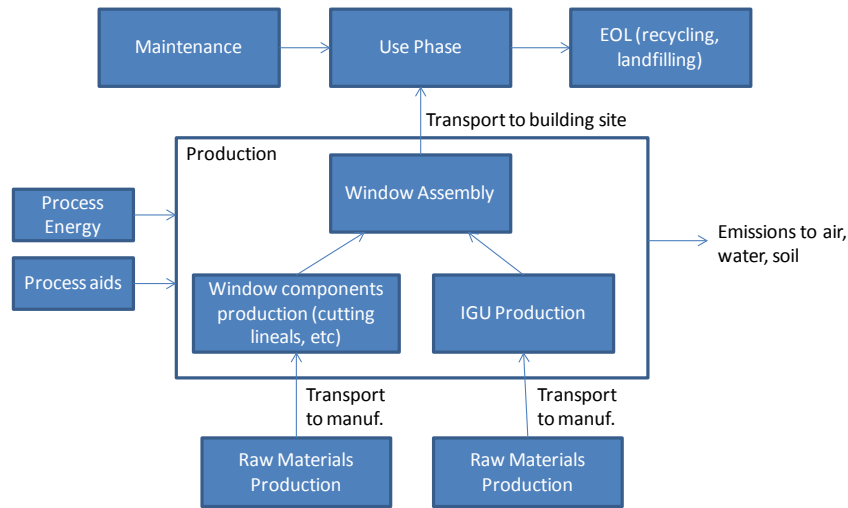 Maintenance
Use Phase
EOL (recycling,
landfilling)
Transport to building site
Production
Window Assembly
Process
Energy
Process aids
Emissions to air,
water, soil
Window components
production (cutting
lineals, etc)
IGU Production
Transport
to manuf.
Transport
to manuf.
Raw Materials
Production
Raw Materials
Production